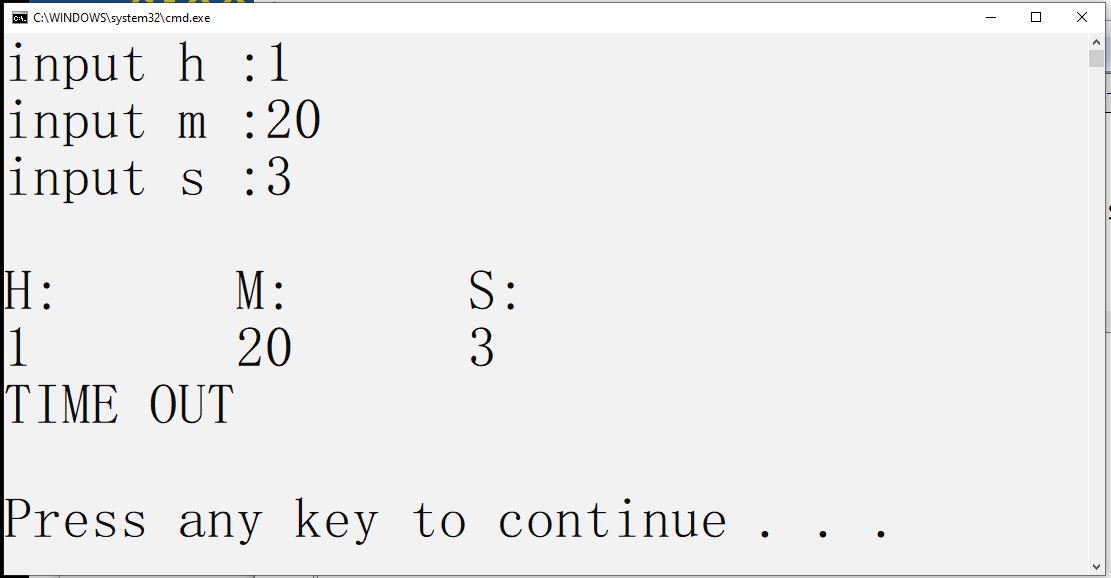 C:\WINDOWS\system32\cmd.exe
input h :1
input m :20
input s :3
H: M: S:
1 20 3
TIME OUT
Press any key to continue . . .